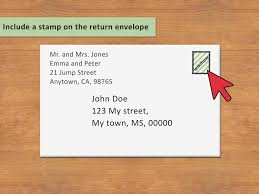 Include a stamp on the return envelope
Mr. and Mrs. Jones
Emma and Peter
21 Jump Street
Anytown, CA, 98765
John Doe
123 My street,
My town, MS, 00000